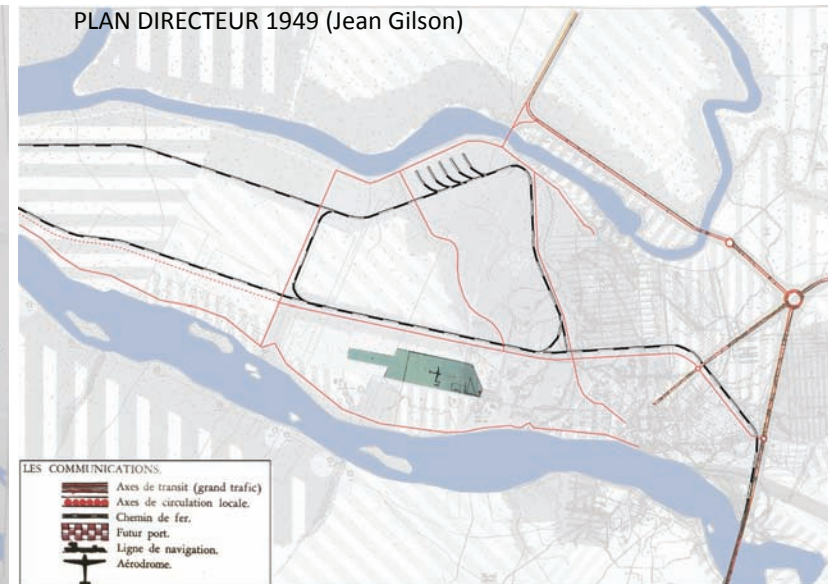 PLAN DIRECTEUR 1949 (Jean Gilson)
LES COMMUNICATIONS.
Axes de transit (grand trafic)
Axes de circulation locale.
Chemin de fer.
Futur port.
Ligne de navigation.
Aérodrome.